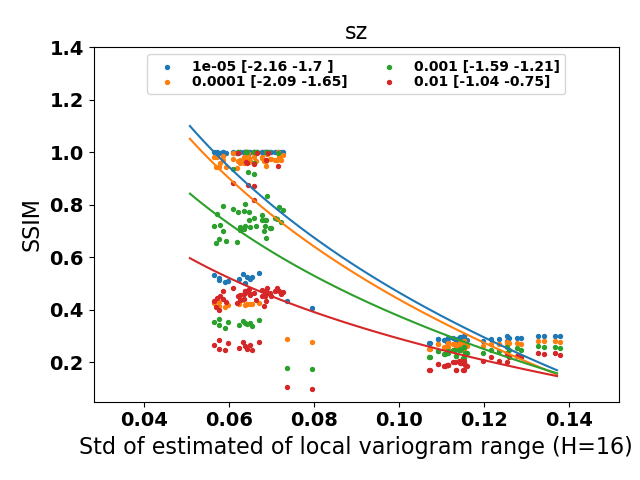 sz
1.4
1e-05 [-2.16 -1.7 ] 0.001 [-1.59 -1.21]
0.0001 [-2.09 -1.65] 0.01 [-1.04 -0.75]
1.2
1.0
0.8
SSIM
0.6
0.4
0.2
0.04 0.06 0.08 0.10 0.12 0.14
Std of estimated of local variogram range (H=16)